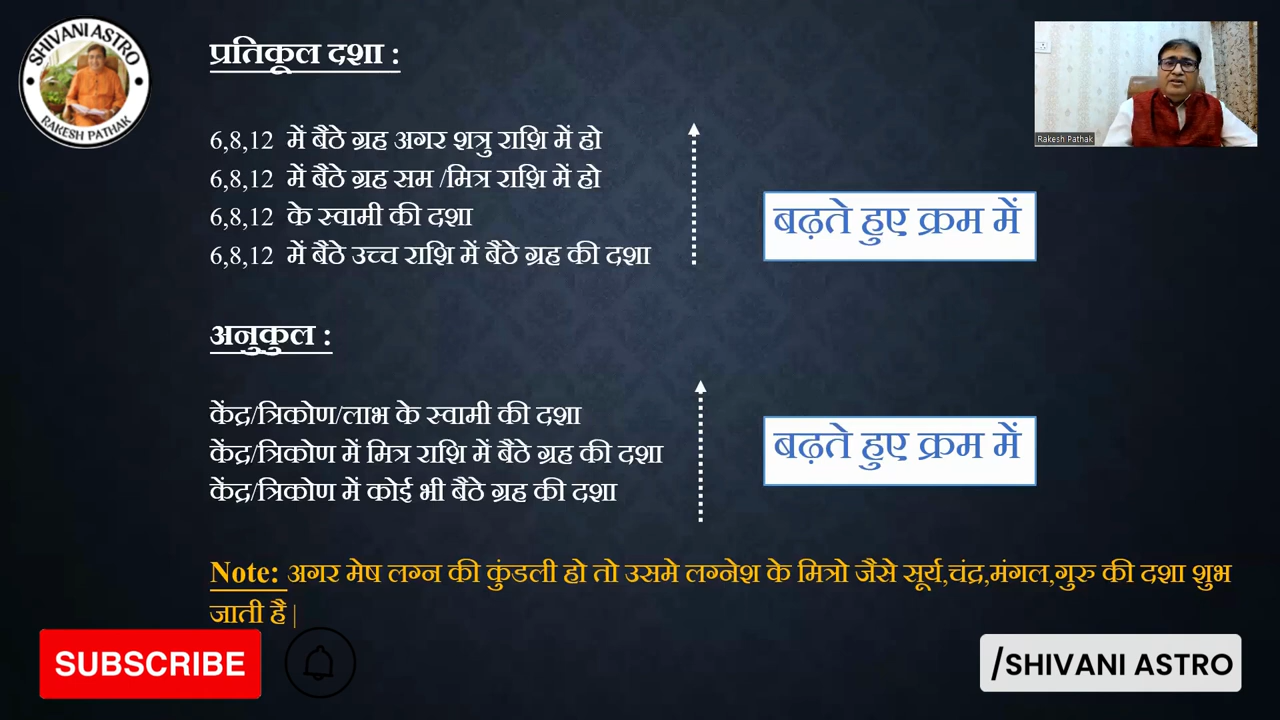 SHIVANI ASTRO
RAKESH PATHAK
प्रतिकूल दशा :
6,8,12 में बैठे ग्रह अगर शत्रु राशि में हो
6,8,12 में बैठे ग्रह सम /मित्र राशि में हो
6,8,12 के स्वामी की दशा
6,8,12 में बैठे उच्च राशि में बैठे ग्रह की दशा
बढ़ते हुए क्रम में
Rakesh Pathak
अनुकुल :
केंद्र/त्रिकोण/लाभ के स्वामी की दशा
केंद्र/त्रिकोण में मित्र राशि में बैठे ग्रह की दशा
केंद्र/त्रिकोण में कोई भी बैठे ग्रह की दशा
बढ़ते हुए क्रम में
Note: अगर मेष लग्न की कुंडली हो तो उसमे लग्नेश के मित्रो जैसे सूर्य,चंद्र,मंगल,गुरु की दशा शुभ
जाती है |
SUBSCRIBE
/SHIVANI ASTRO